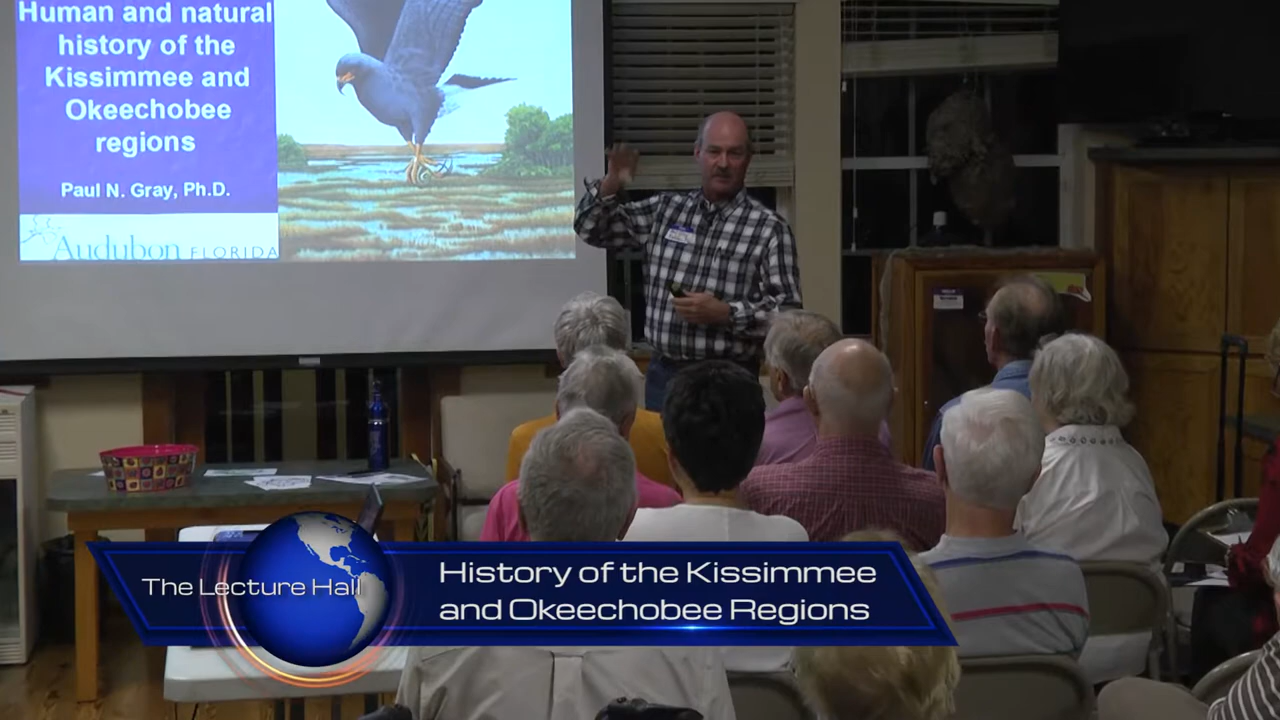 Human and natural
history of the
Kissimmee and
Okeechobee
regions
Paul N. Gray, Ph.D.
Audubon FLORIDA
The Lecture Hall
History of the Kissimmee
and Okeechobee Regions